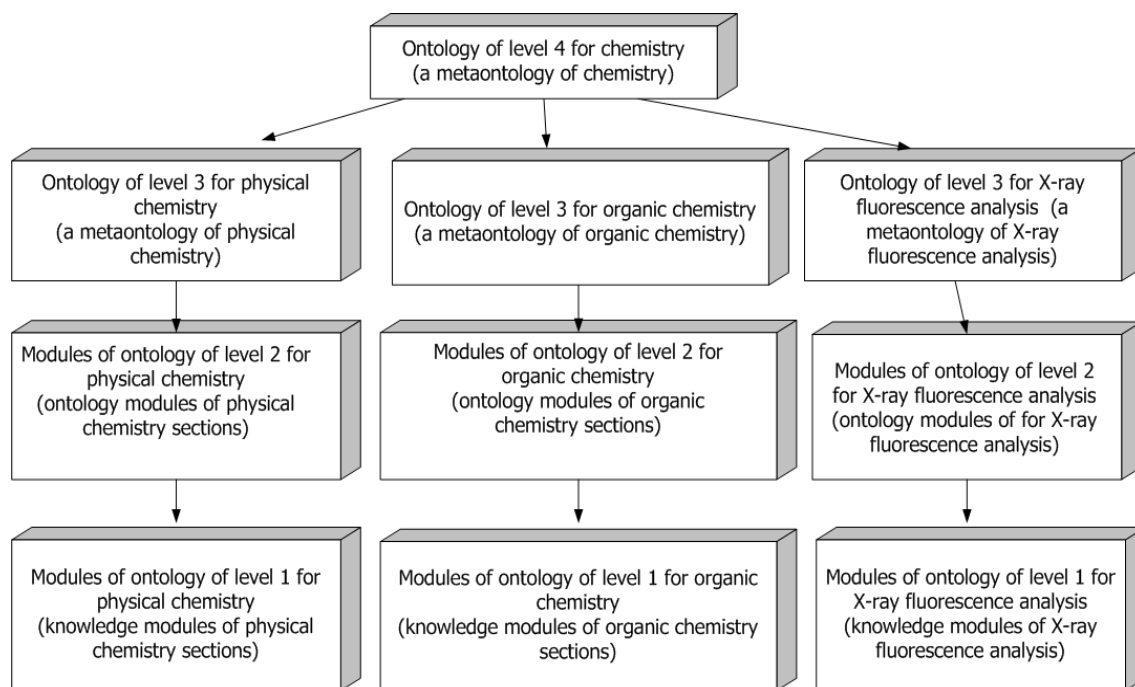 Ontology of level 4 for chemistry
(a metaontology of chemistry)
Ontology of level 3 for physical
chemistry
(a metaontology of physical
chemistry)
Ontology of level 3 for organic chemistry
(a metaontology of organic chemistry)
Ontology of level 3 for X-ray
fluorescence analysis (a
metaontology of X-ray
fluorescence analysis)
Modules of ontology of level 2 for
physical chemistry
(ontology modules of physical
chemistry sections)
Modules of ontology of level 2 for
organic chemistry
(ontology modules of organic
chemistry sections)
Modules of ontology of level 2
for X-ray fluorescence analysis
(ontology modules of for X-ray
fluorescence analysis)
Modules of ontology of level 1 for
physical chemistry
(knowledge modules of physical
chemistry sections)
Modules of ontology of level 1 for organic
chemistry
(knowledge modules of organic chemistry
sections)
Modules of ontology of level 1 for
X-ray fluorescence analysis
(knowledge modules of X-ray
fluorescence analysis)